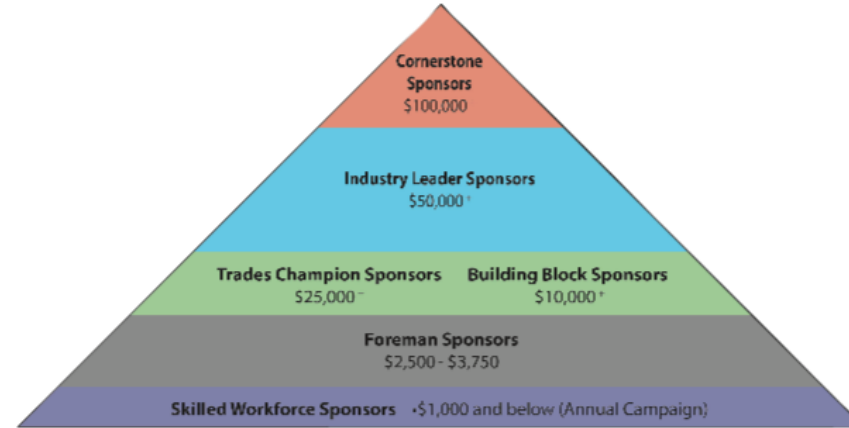 Cornerstone
Sponsors
$100,000
Industry Leader Sponsors
$50,000⁺
Trades Champion Sponsors Building Block Sponsors
$25,000⁻ $10,000⁺
Foreman Sponsors
$2,500 - $3,750
Skilled Workforce Sponsors •$1,000 and below (Annual Campaign)